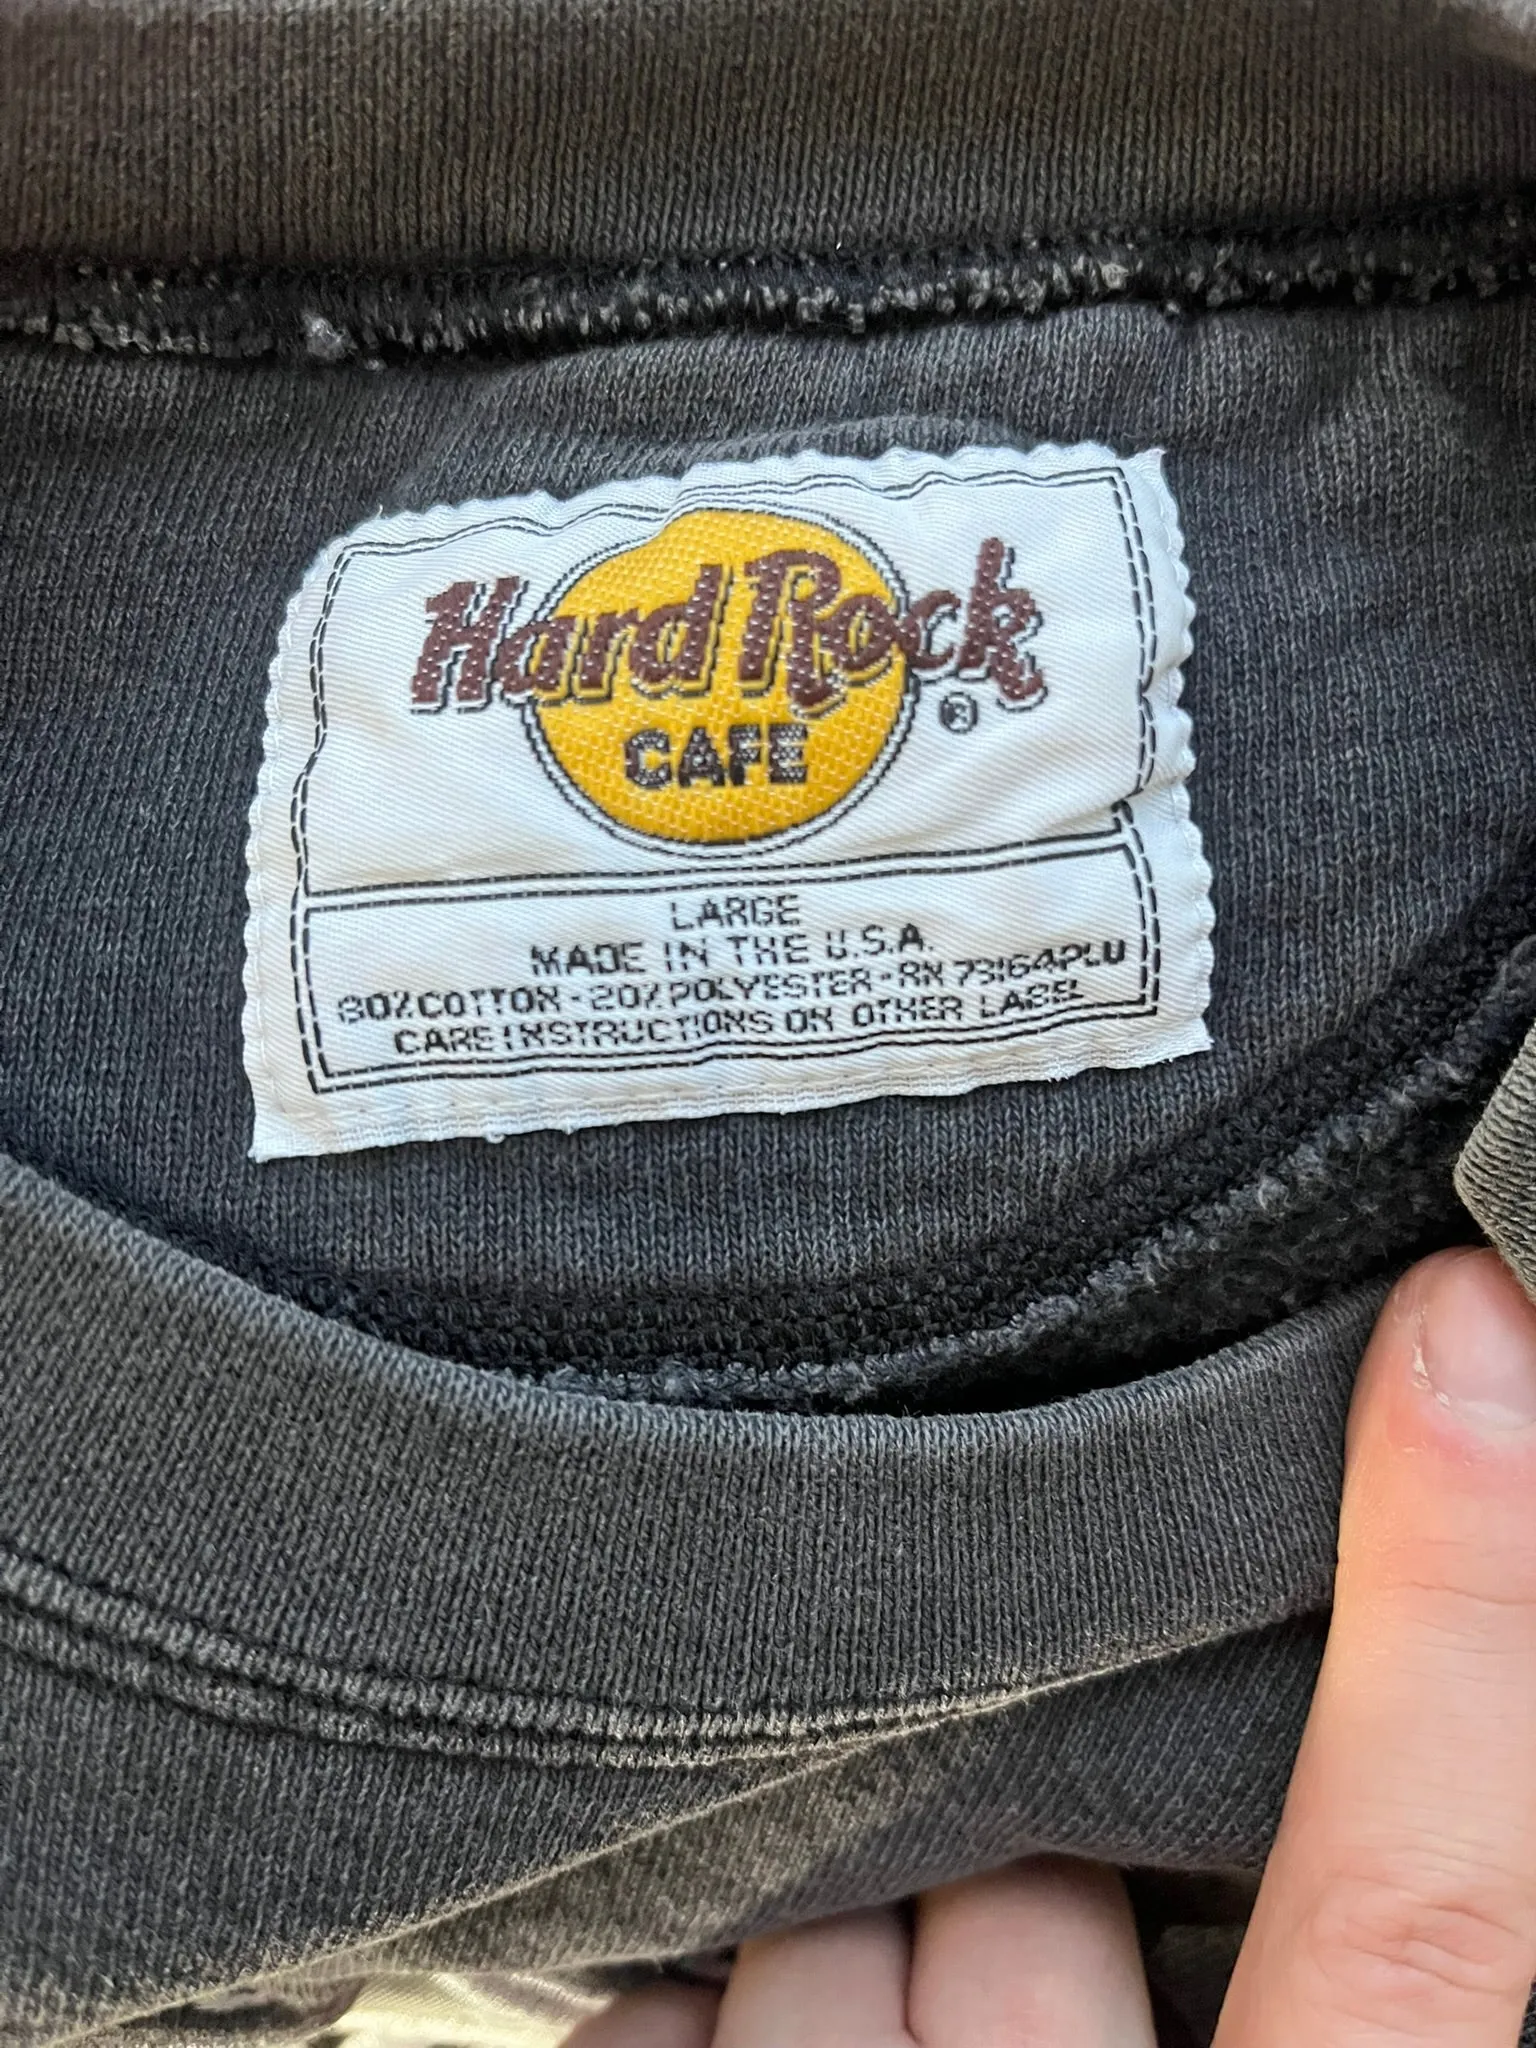 Hard Rock
CAFE
®
LARGE
MADE IN THE U.S.A.
80% COTTON - 20% POLYESTER - RN 73164PLU
CARE INSTRUCTIONS ON OTHER LABEL